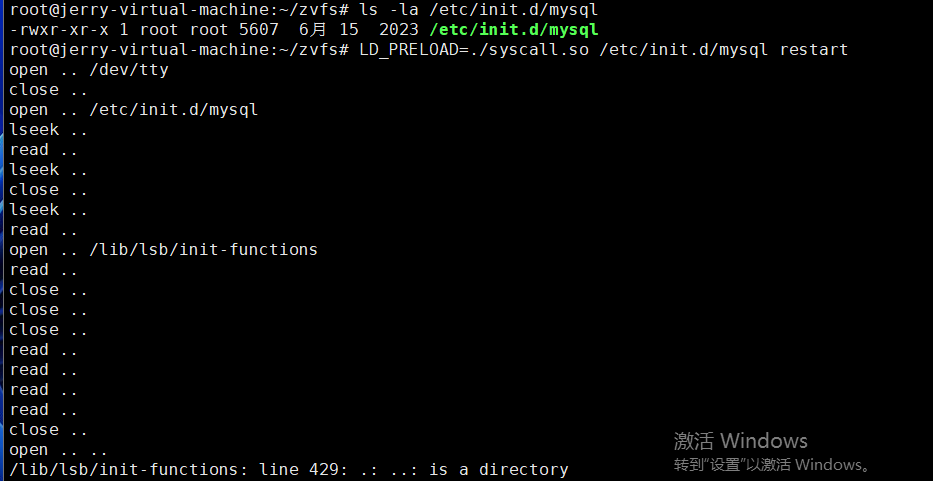 root@jerry-virtual-machine:~/zvfs# ls -la /etc/init.d/mysql
-rwxr-xr-x 1 root root 5607  6月 15  2023 /etc/init.d/mysql
root@jerry-virtual-machine:~/zvfs# LD_PRELOAD=./syscall.so /etc/init.d/mysql restart
open .. /dev/tty
close ..
open .. /etc/init.d/mysql
lseek ..
read ..
lseek ..
close ..
lseek ..
read ..
open .. /lib/lsb/init-functions
read ..
close ..
close ..
close ..
read ..
read ..
read ..
read ..
close ..
open .. ..
/lib/lsb/init-functions: line 429: .: ..: is a directory
激活 Windows
转到“设置”以激活 Windows。